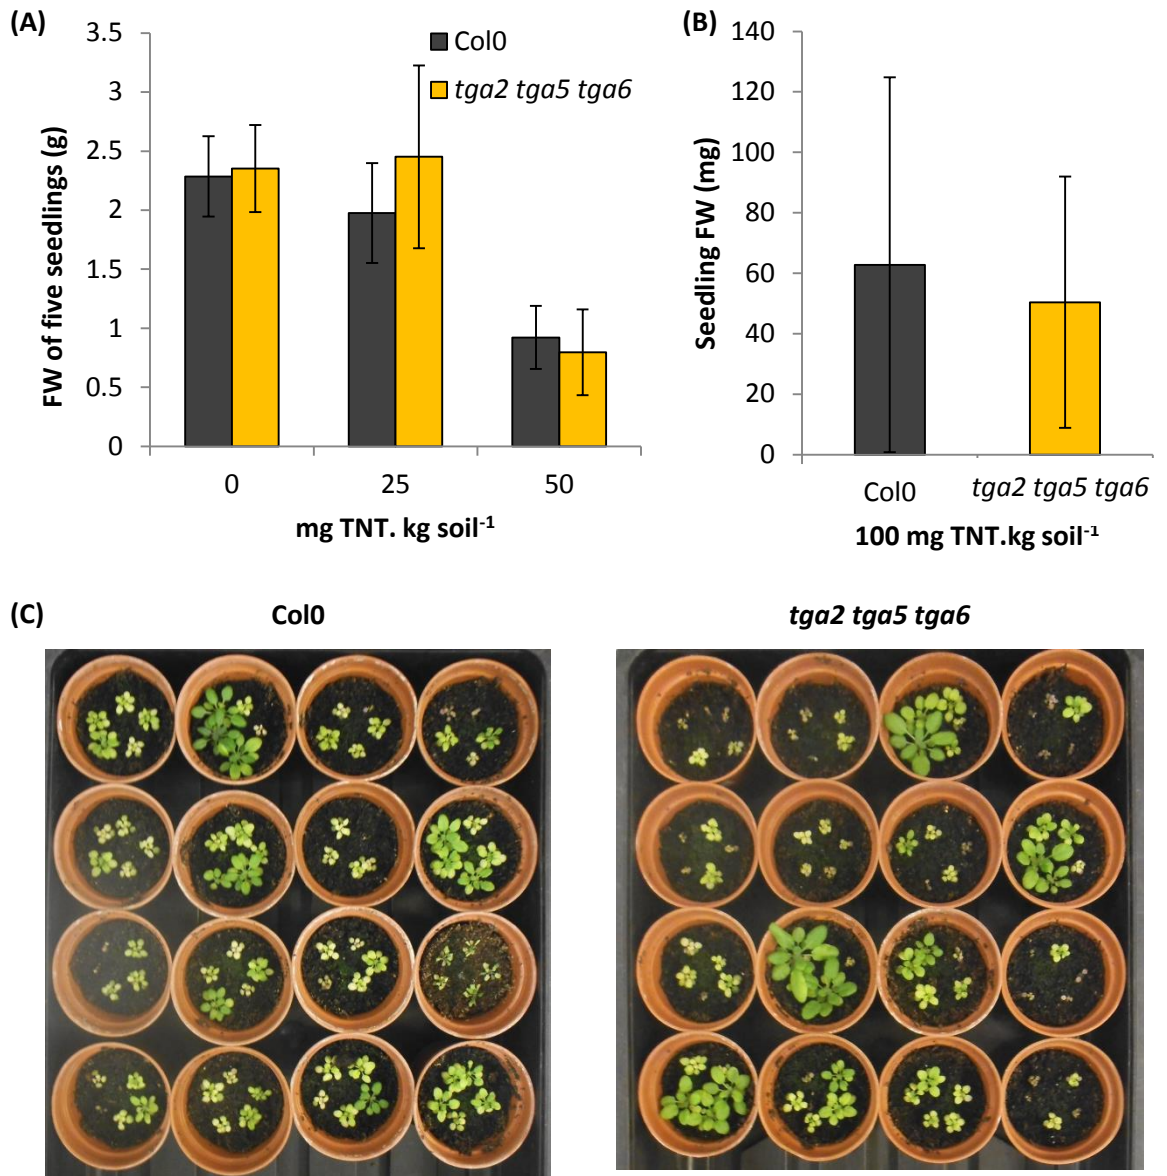 (A)
FW of five seedlings (g)
3.5
3
2.5
2
1.5
1
0.5
0
Col0
tga2 tga5 tga6
0 25 50
mg TNT. kg soil⁻¹
(B)
Seedling FW (mg)
140
120
100
80
60
40
20
0
Col0 tga2 tga5 tga6
100 mg TNT.kg soil⁻¹
(C)
Col0
tga2 tga5 tga6